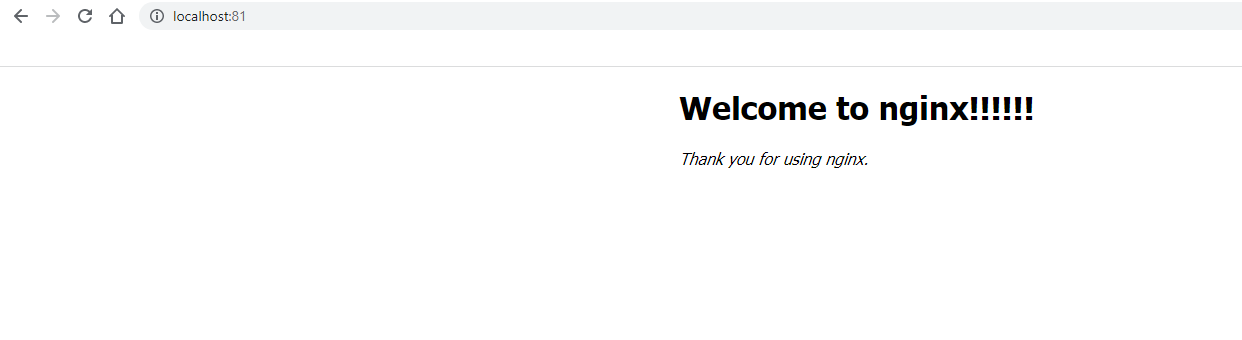 localhost:81
Welcome to nginx!!!!!!
Thank you for using nginx.